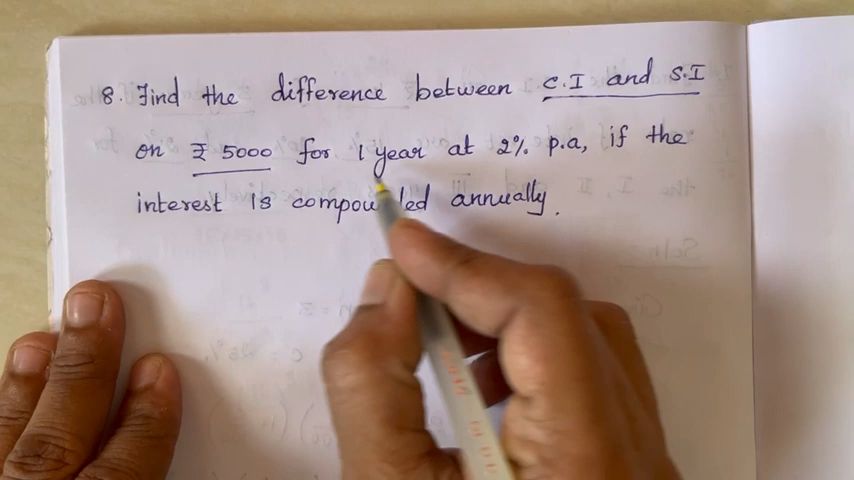 8. Find the difference between C.I and S.I
on ₹ 5000 for 1 year at 2% p.a, if the
interest is compounded annually.